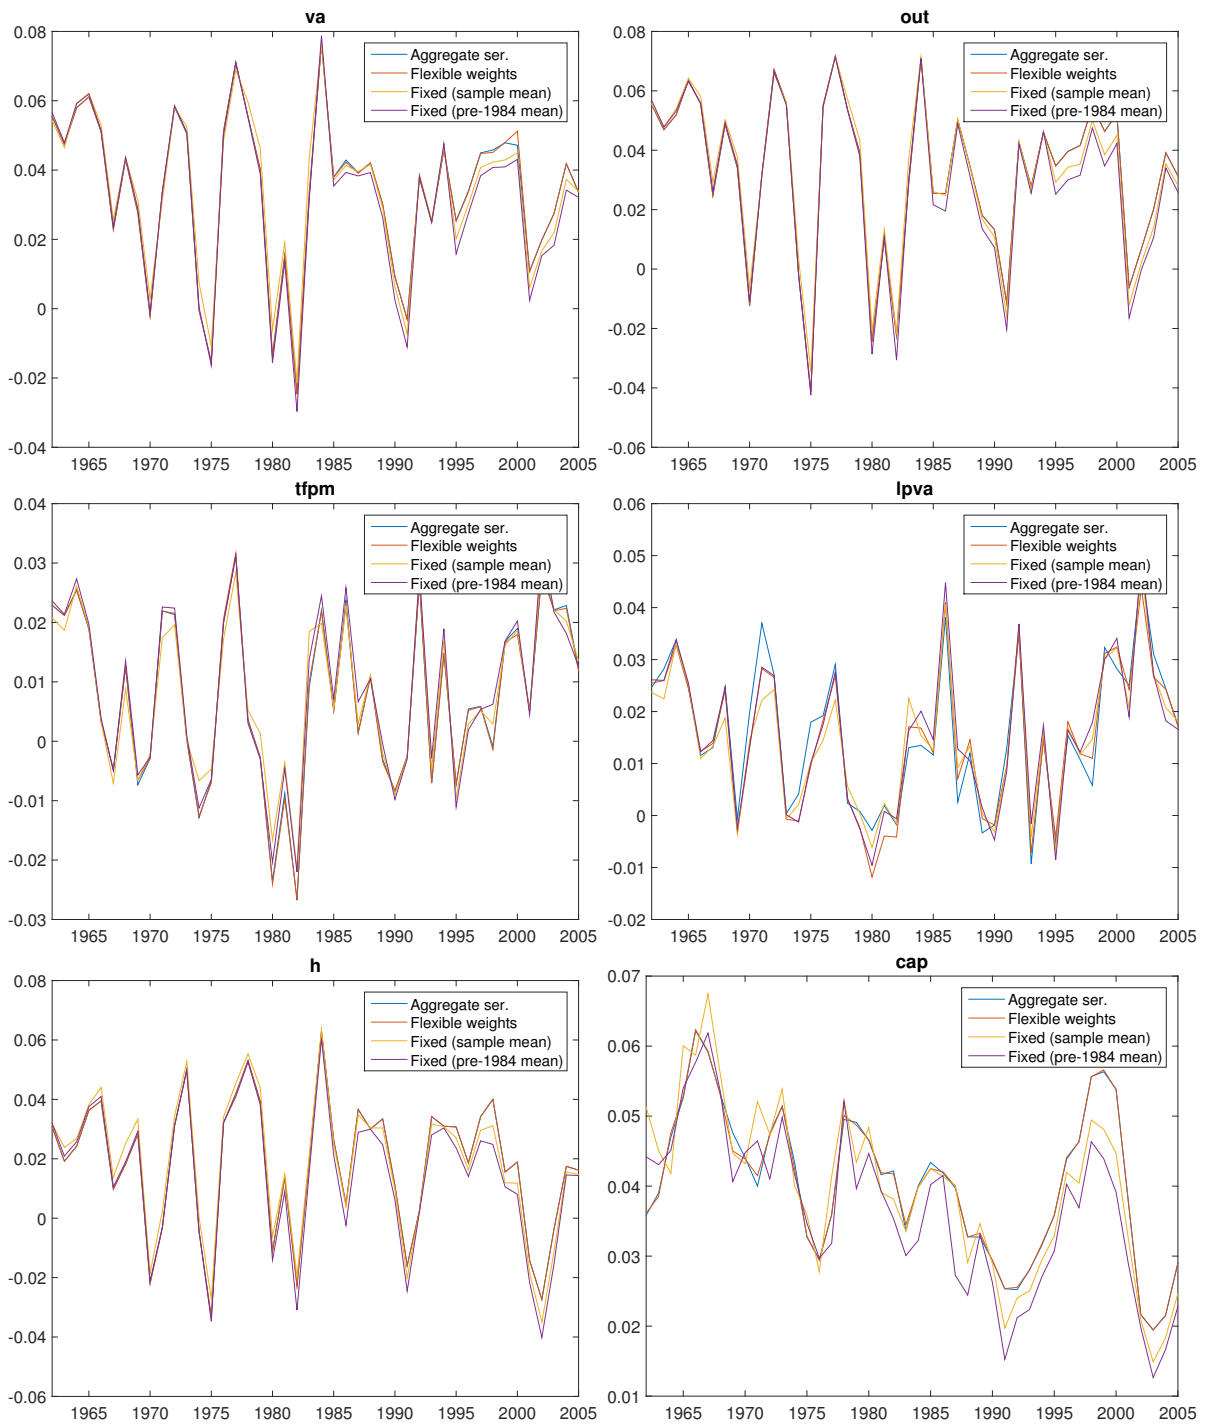 va
0.08
0.06
0.04
0.02
0
-0.02
-0.04
1965 1970 1975 1980 1985 1990 1995 2000 2005
Aggregate ser.
Flexible weights
Fixed (sample mean)
Fixed (pre-1984 mean)
out
0.08
0.06
0.04
0.02
0
-0.02
-0.04
-0.06
1965 1970 1975 1980 1985 1990 1995 2000 2005
Aggregate ser.
Flexible weights
Fixed (sample mean)
Fixed (pre-1984 mean)
tfpm
0.04
0.03
0.02
0.01
0
-0.01
-0.02
-0.03
1965 1970 1975 1980 1985 1990 1995 2000 2005
Aggregate ser.
Flexible weights
Fixed (sample mean)
Fixed (pre-1984 mean)
lpva
0.06
0.05
0.04
0.03
0.02
0.01
0
-0.01
-0.02
1965 1970 1975 1980 1985 1990 1995 2000 2005
Aggregate ser.
Flexible weights
Fixed (sample mean)
Fixed (pre-1984 mean)
h
0.08
0.06
0.04
0.02
0
-0.02
-0.04
-0.06
1965 1970 1975 1980 1985 1990 1995 2000 2005
Aggregate ser.
Flexible weights
Fixed (sample mean)
Fixed (pre-1984 mean)
cap
0.07
0.06
0.05
0.04
0.03
0.02
0.01
1965 1970 1975 1980 1985 1990 1995 2000 2005
Aggregate ser.
Flexible weights
Fixed (sample mean)
Fixed (pre-1984 mean)